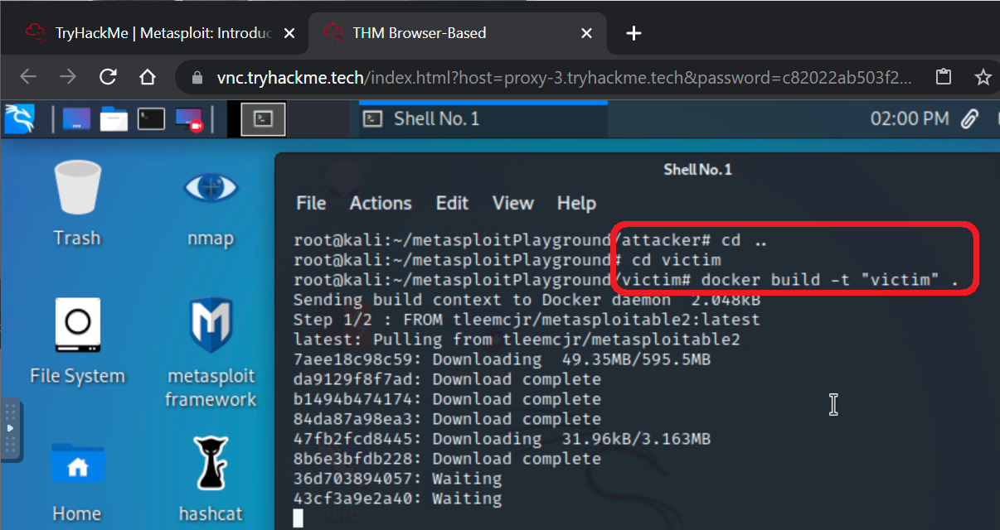 TryHackMe | Metasploit: Introduc
THM Browser-Based
vnc.tryhackme.tech/index.html?host=proxy-3.tryhackme.tech&password=c82022ab503f2...
Shell No. 1
02:00 PM
Shell No. 1
File Actions Edit View Help
Trash
nmap
File System
metasploit
framework
Home
hashcat
root@kali:~/metasploitPlayground/attacker# cd ..
root@kali:~/metasploitPlayground# cd victim
root@kali:~/metasploitPlayground/victim# docker build -t "victim" .
Sending build context to Docker daemon  2.048kB
Step 1/2 : FROM tleemcjr/metasploitable2:latest
latest: Pulling from tleemcjr/metasploitable2
7aee18c98c59: Downloading  49.35MB/595.5MB
da9129f8f7ad: Download complete
b1494b474174: Download complete
84da87a98ea3: Download complete
47fb2fcd8445: Downloading  31.96kB/3.163MB
8b6e3bfdb228: Download complete
36d703894057: Waiting
43cf3a9e2a40: Waiting
dirb